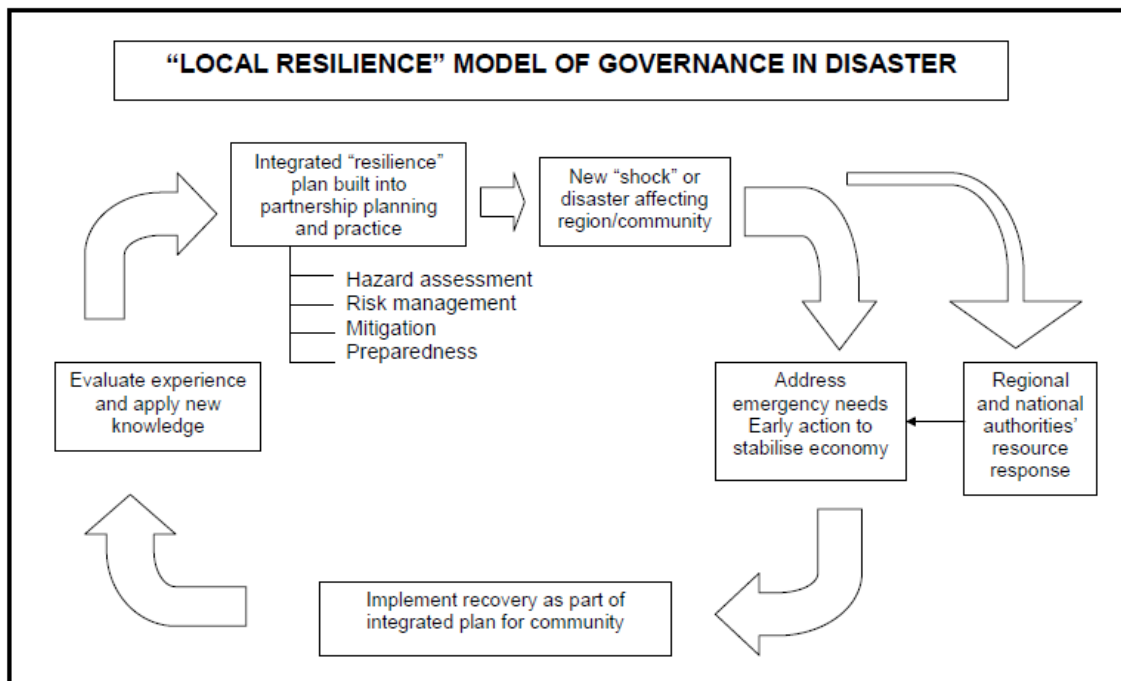 “LOCAL RESILIENCE” MODEL OF GOVERNANCE IN DISASTER
Integrated “resilience”
plan built into
partnership planning
and practice
New “shock” or
disaster affecting
region/community
Hazard assessment
Risk management
Mitigation
Preparedness
Evaluate experience
and apply new
knowledge
Address
emergency needs
Early action to
stabilise economy
Regional
and national
authorities’
resource
response
Implement recovery as part of
integrated plan for community